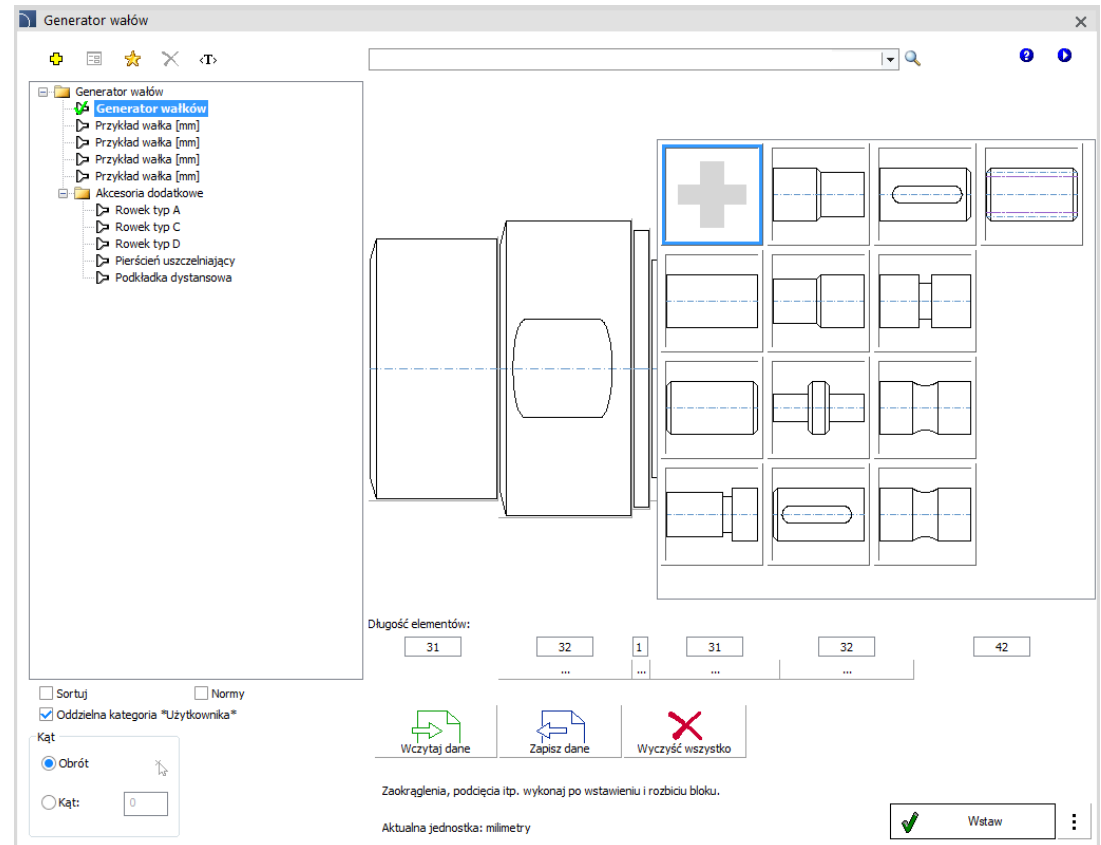 Generator wałów
<T>
Generator wałów
Generator wałków
Przykład wałka [mm]
Przykład wałka [mm]
Przykład wałka [mm]
Przykład wałka [mm]
Akcesoria dodatkowe
Rowek typ A
Rowek typ C
Rowek typ D
Pierścień uszczelniający
Podkładka dystansowa
Długość elementów:
31 32 1 31 32 42
... ... ... ...
Sortuj Normy
Oddzielna kategoria *Użytkownika*
Kąt
Obrót
Kąt: 0
Wczytaj dane Zapisz dane Wyczyść wszystko
Zaokrąglenia, podcięcia itp. wykonaj po wstawieniu i rozbiciu bloku.
Aktualna jednostka: milimetry
Wstaw